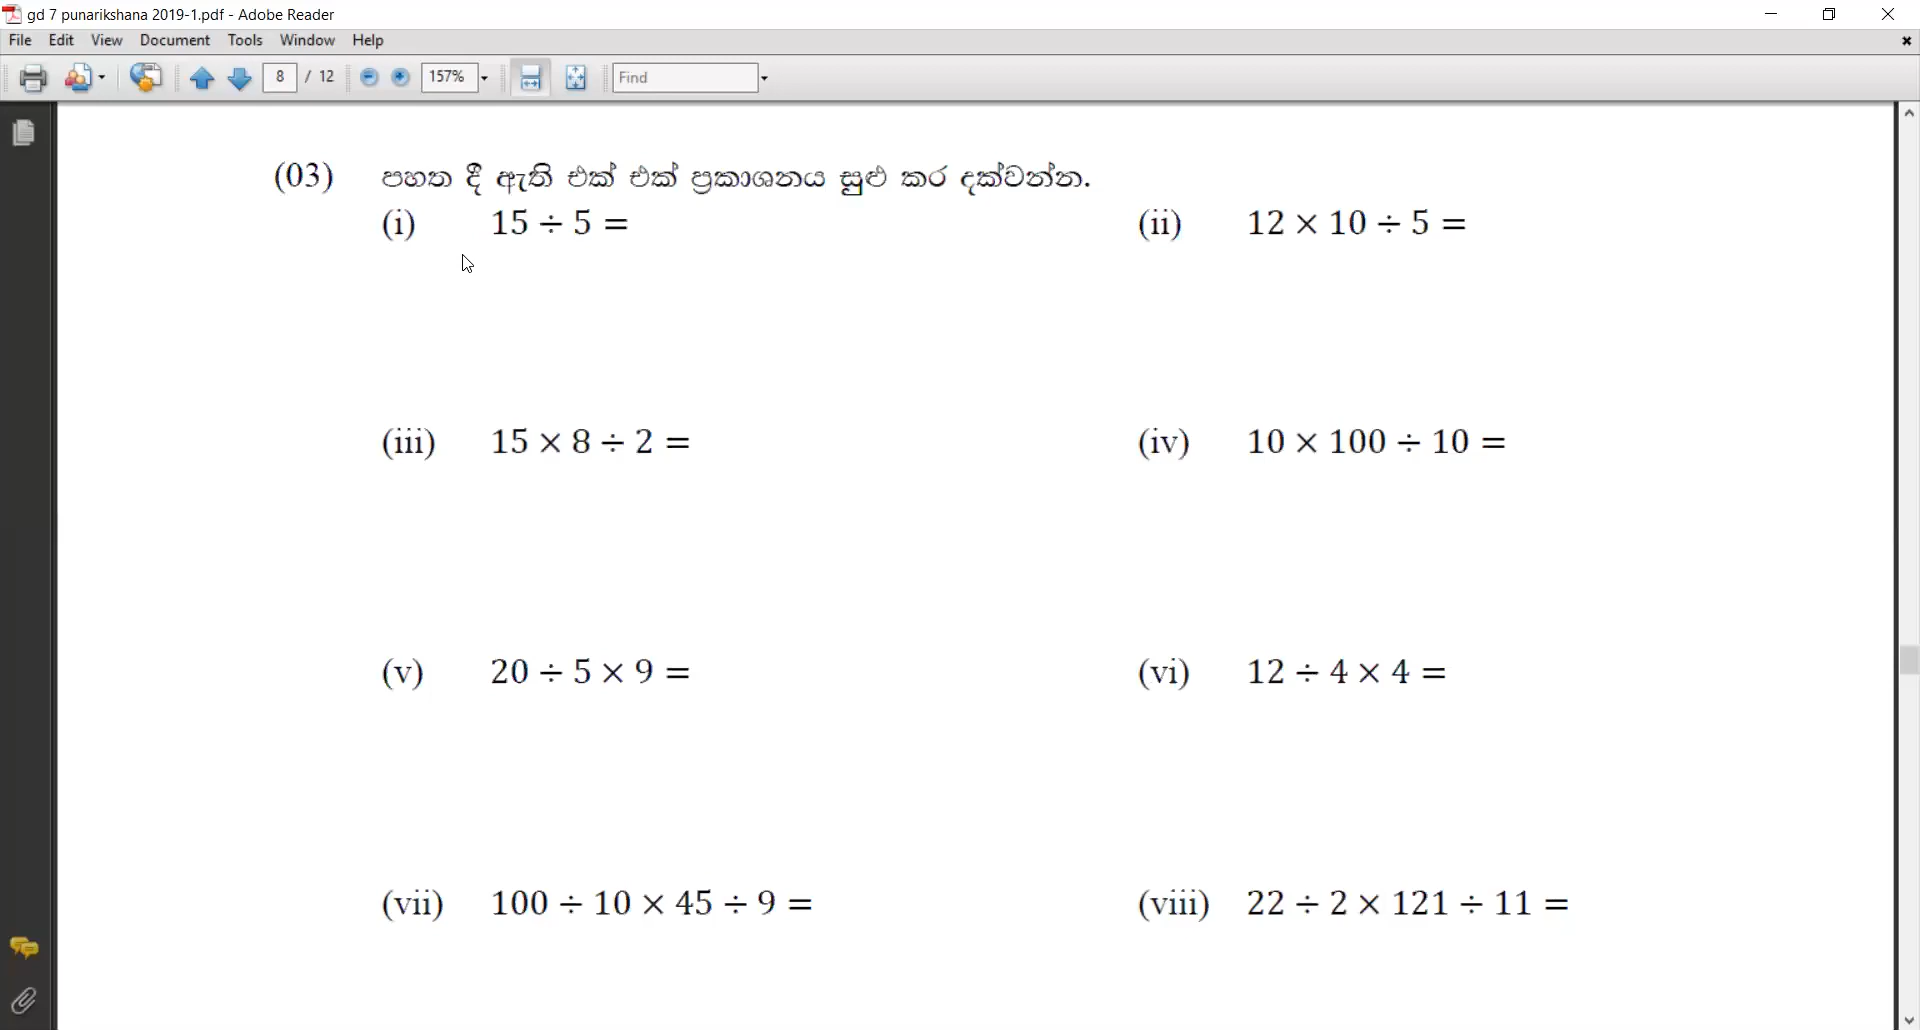 gd 7 punarikshana 2019-1.pdf - Adobe Reader
File Edit View Document Tools Window Help
8 / 12 157% Find
(03) පහත දී ඇති එක් එක් ප්‍රකාශනය සුළු කර දක්වන්න.
(i) 15 ÷ 5 = (ii) 12 × 10 ÷ 5 =
(iii) 15 × 8 ÷ 2 = (iv) 10 × 100 ÷ 10 =
(v) 20 ÷ 5 × 9 = (vi) 12 ÷ 4 × 4 =
(vii) 100 ÷ 10 × 45 ÷ 9 = (viii) 22 ÷ 2 × 121 ÷ 11 =